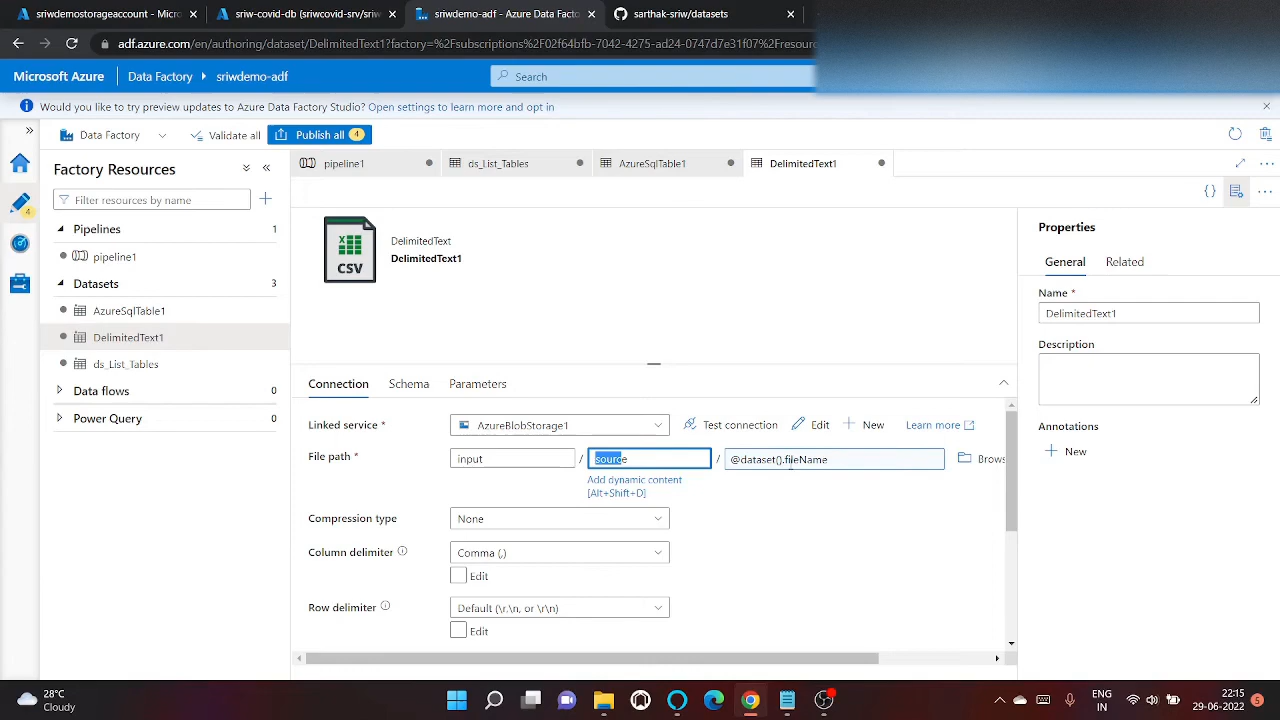 sriwdemostorageaccount - Micros
sriw-covid-db (sriwcovid-srv/sriw
sriwdemo-adf - Azure Data Factor
sarthak-sriw/datasets
adf.azure.com/en/authoring/dataset/DelimitedText1?factory=%2Fsubscriptions%2F02f64bfb-7042-4275-ad24-0747d7e31f07%2Fresour
Microsoft Azure
Data Factory
sriwdemo-adf
Search
Would you like to try preview updates to Azure Data Factory Studio? Open settings to learn more and opt in
Data Factory
Validate all
Publish all 4
Factory Resources
Filter resources by name
Pipelines 1
pipeline1
Datasets 3
AzureSqlTable1
DelimitedText1
ds_List_Tables
Data flows 0
Power Query 0
4
pipeline1
ds_List_Tables
AzureSqlTable1
DelimitedText1
CSV
DelimitedText
DelimitedText1
Connection
Schema
Parameters
Linked service *
AzureBlobStorage1
Test connection
Edit
New
Learn more
File path *
input / source / @dataset().fileName
Brows
Add dynamic content
[Alt+Shift+D]
Compression type
None
Column delimiter
Comma (,)
Edit
Row delimiter
Default (\r,\n, or \r\n)
Edit
Properties
General
Related
Name *
DelimitedText1
Description
Annotations
New
28°C
Cloudy
ENG
IN
22:15
29-06-2022
5